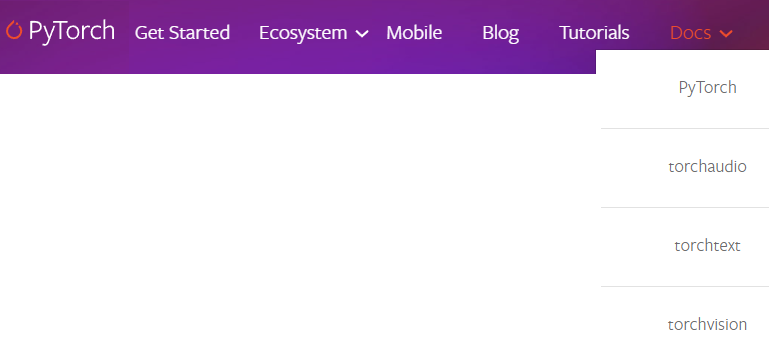 PyTorch Get Started Ecosystem Mobile Blog Tutorials Docs
PyTorch
torchaudio
torchtext
torchvision